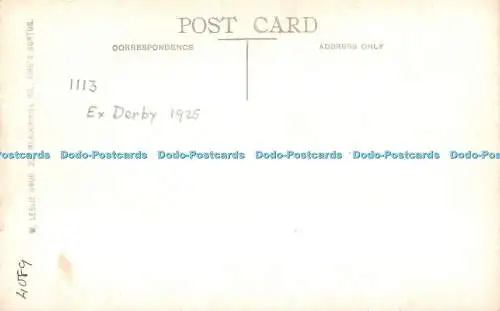 POST CARD
CORRESPONDENCE
ADDRESS ONLY
1113
Ex Derby 1925
Dodo-Postcards Dodo-Postcards Dodo-Postcards Dodo-Postcards Dodo-Postcards Dodo-Postcards
W. LESLIE
4059